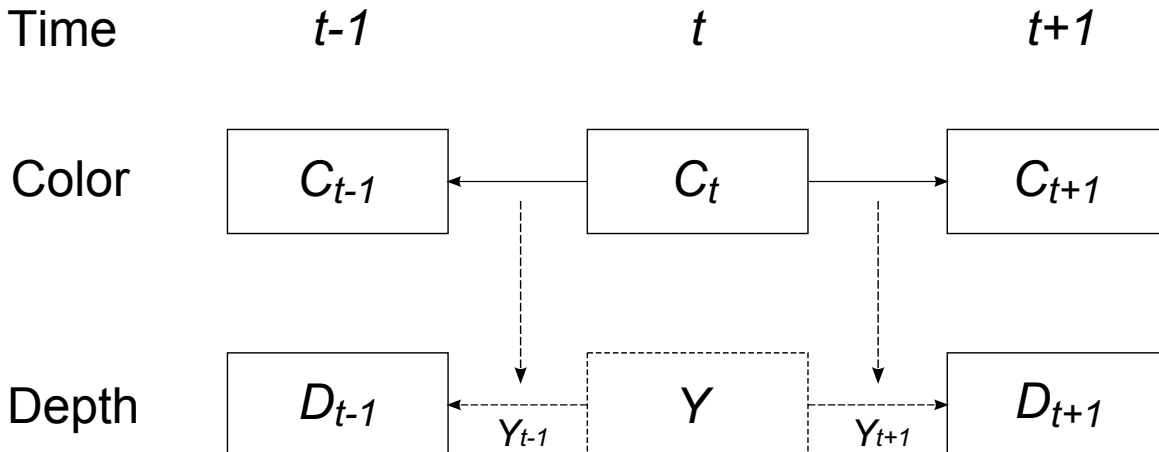 Time t-1 t t+1
Color C_{t-1} C_t C_{t+1}
Depth D_{t-1} Y_{t-1} Y Y_{t+1} D_{t+1}